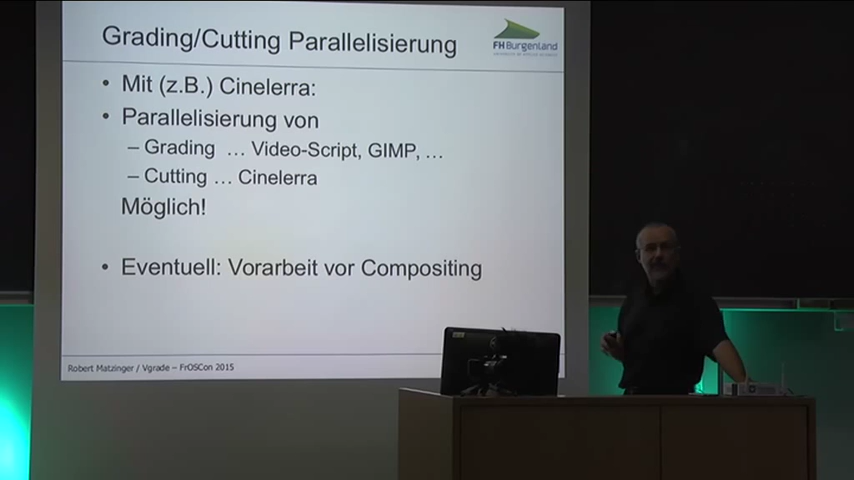 Grading/Cutting Parallelisierung
FH Burgenland
• Mit (z.B.) Cinelerra:
• Parallelisierung von
– Grading … Video-Script, GIMP, …
– Cutting … Cinelerra
Möglich!
• Eventuell: Vorarbeit vor Compositing
Robert Matzinger / Vgrade – FrOSCon 2015